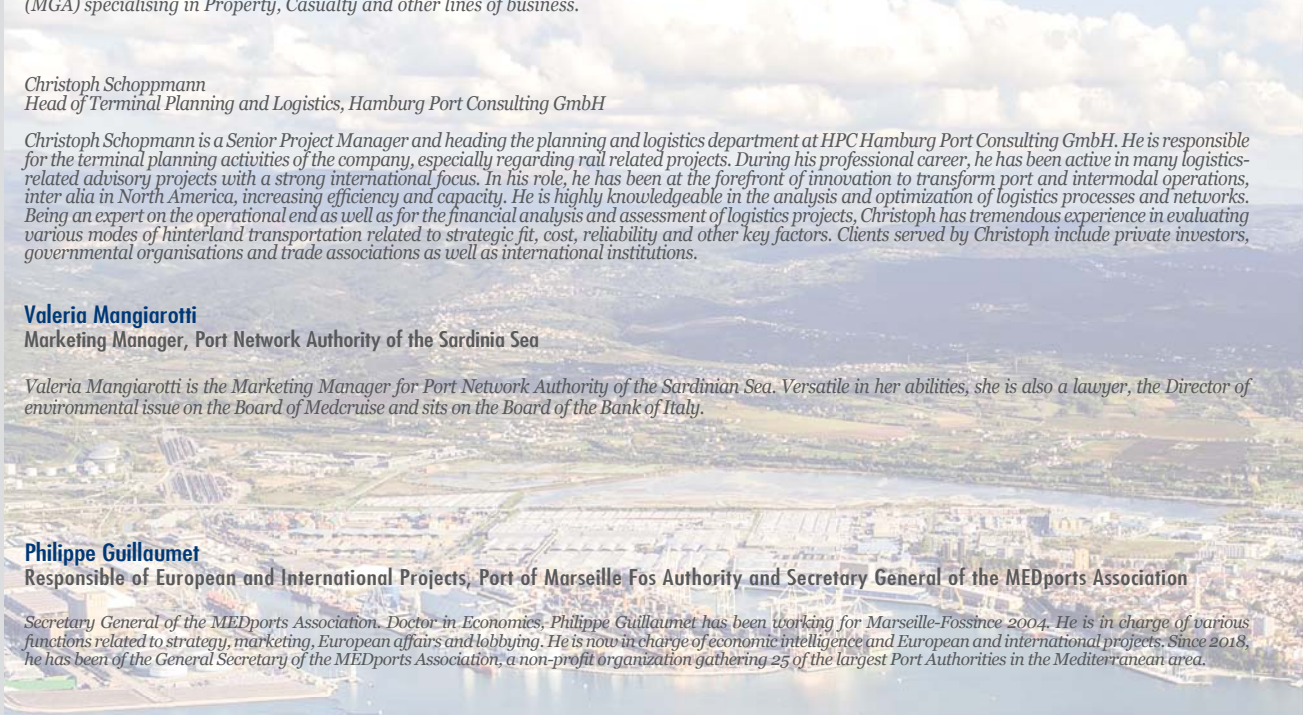 (MGA) specialising in Property, Casualty and other lines of business.
Christoph Schoppmann
Head of Terminal Planning and Logistics, Hamburg Port Consulting GmbH
Christoph Schopmann is a Senior Project Manager and heading the planning and logistics department at HPC Hamburg Port Consulting GmbH. He is responsible
for the terminal planning activities of the company, especially regarding rail related projects. During his professional career, he has been active in many logistics-
related advisory projects with a strong international focus. In his role, he has been at the forefront of innovation to transform port and intermodal operations,
inter alia in North America, increasing efficiency and capacity. He is highly knowledgeable in the analysis and optimization of logistics processes and networks.
Being an expert on the operational end as well as for the financial analysis and assessment of logistics projects, Christoph has tremendous experience in evaluating
various modes of hinterland transportation related to strategic fit, cost, reliability and other key factors. Clients served by Christoph include private investors,
governmental organisations and trade associations as well as international institutions.
Valeria Mangiarotti
Marketing Manager, Port Network Authority of the Sardinia Sea
Valeria Mangiarotti is the Marketing Manager for Port Network Authority of the Sardinian Sea. Versatile in her abilities, she is also a lawyer, the Director of
environmental issue on the Board of Medcruise and sits on the Board of the Bank of Italy.
Philippe Guillaumet
Responsible of European and International Projects, Port of Marseille Fos Authority and Secretary General of the MEDports Association
Secretary General of the MEDports Association. Doctor in Economics, Philippe Guillaumet has been working for Marseille-Fossince 2004. He is in charge of various
functions related to strategy, marketing, European affairs and lobbying. He is now in charge of economic intelligence and European and international projects. Since 2018,
he has been of the General Secretary of the MEDports Association, a non-profit organization gathering 25 of the largest Port Authorities in the Mediterranean area.